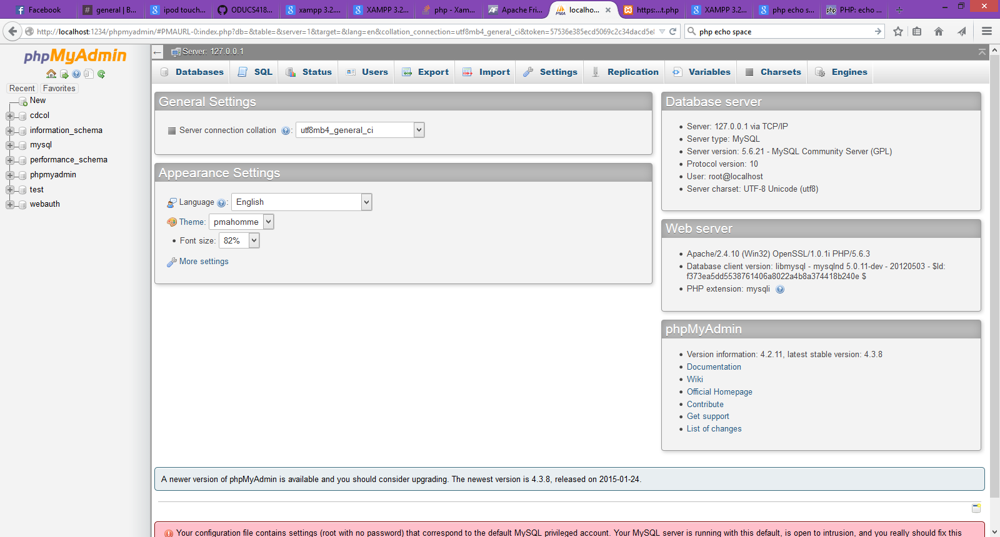 Facebook
general | B...
ipod touch...
ODUCS418...
xampp 3.2....
XAMPP 3.2...
php - Xam...
Apache Fri...
localho...
https:...t.php
XAMPP 3.2...
php echo s...
PHP: echo ...
http://localhost:1234/phpmyadmin/#PMAURL-0:index.php?db=&table=&server=1&target=&lang=en&collation_connection=utf8mb4_general_ci&token=57536e385ecd5069c2c34dacd5e8
php echo space
phpMyAdmin
Recent Favorites
New
cdcol
information_schema
mysql
performance_schema
phpmyadmin
test
webauth
Server: 127.0.0.1
Databases
SQL
Status
Users
Export
Import
Settings
Replication
Variables
Charsets
Engines
General Settings
Server connection collation : utf8mb4_general_ci
Appearance Settings
Language : English
Theme: pmahomme
• Font size: 82%
More settings
Database server
• Server: 127.0.0.1 via TCP/IP
• Server type: MySQL
• Server version: 5.6.21 - MySQL Community Server (GPL)
• Protocol version: 10
• User: root@localhost
• Server charset: UTF-8 Unicode (utf8)
Web server
• Apache/2.4.10 (Win32) OpenSSL/1.0.1i PHP/5.6.3
• Database client version: libmysql - mysqlnd 5.0.11-dev - 20120503 - $Id:
f373ea5dd5538761406a8022a4b8a374418b240e $
• PHP extension: mysqli
phpMyAdmin
• Version information: 4.2.11, latest stable version: 4.3.8
• Documentation
• Wiki
• Official Homepage
• Contribute
• Get support
• List of changes
A newer version of phpMyAdmin is available and you should consider upgrading. The newest version is 4.3.8, released on 2015-01-24.
Your configuration file contains settings (root with no password) that correspond to the default MySQL privileged account. Your MySQL server is running with this default, is open to intrusion, and you really should fix this